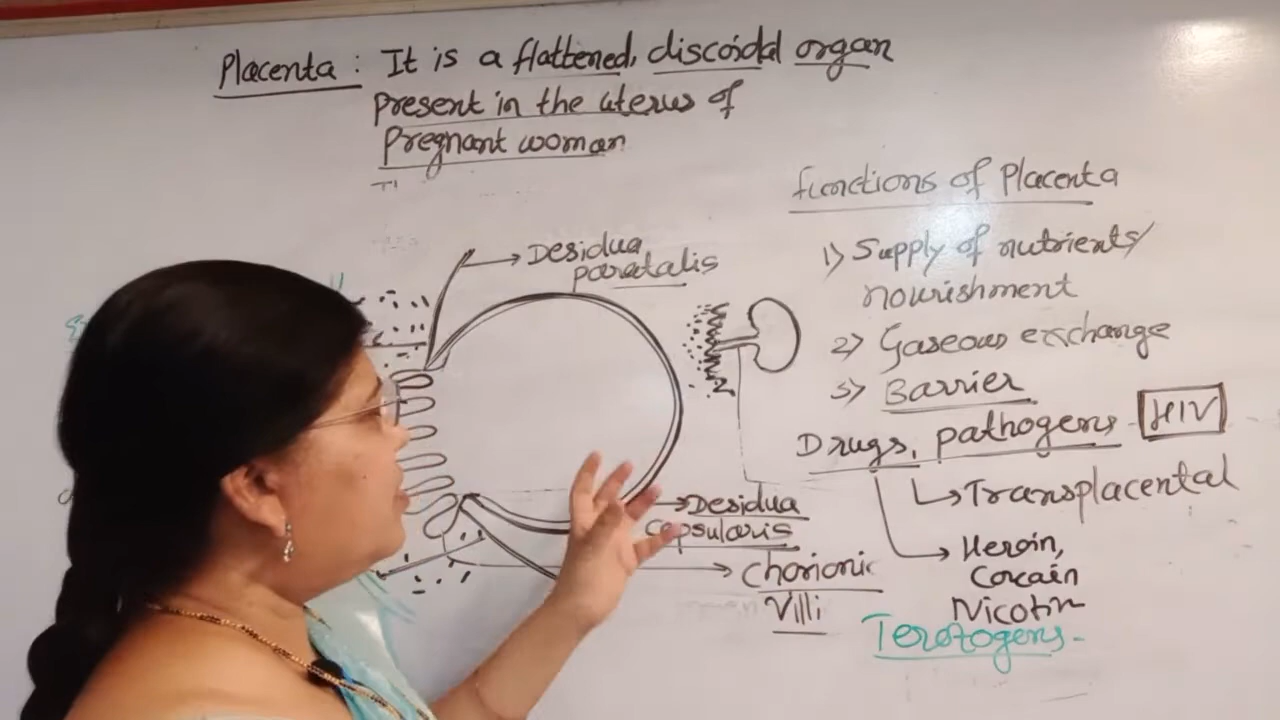 Placenta : It is a flattened, discoidal organ
present in the uterus of
Pregnant woman
functions of Placenta
1) Supply of nutrients/
nourishment
2) Gaseous exchange
3) Barrier
Drugs, pathogens - HIV
Transplacental
Heroin,
Cocain
Nicotin
Teratogens -
Desidua
paratalis
Desidua
capsularis
Chorionic
Villi